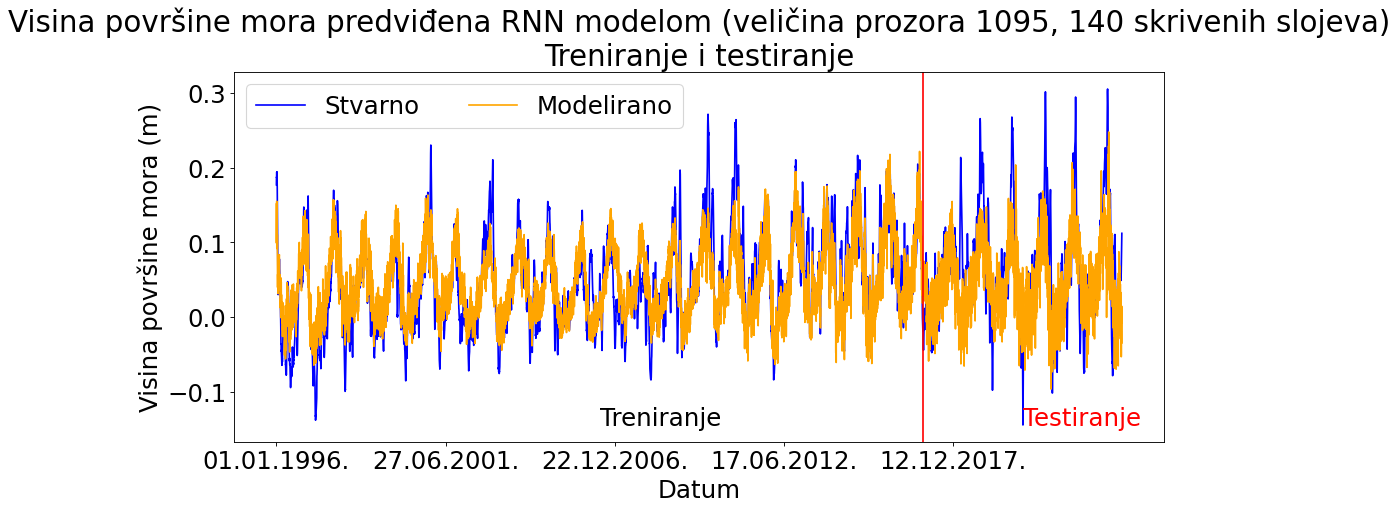 Visina površine mora predviđena RNN modelom (veličina prozora 1095, 140 skrivenih slojeva)
Treniranje i testiranje
Stvarno
Modelirano
Visina površine mora (m)
0.3
0.2
0.1
0.0
−0.1
Treniranje
Testiranje
01.01.1996.
27.06.2001.
22.12.2006.
17.06.2012.
12.12.2017.
Datum